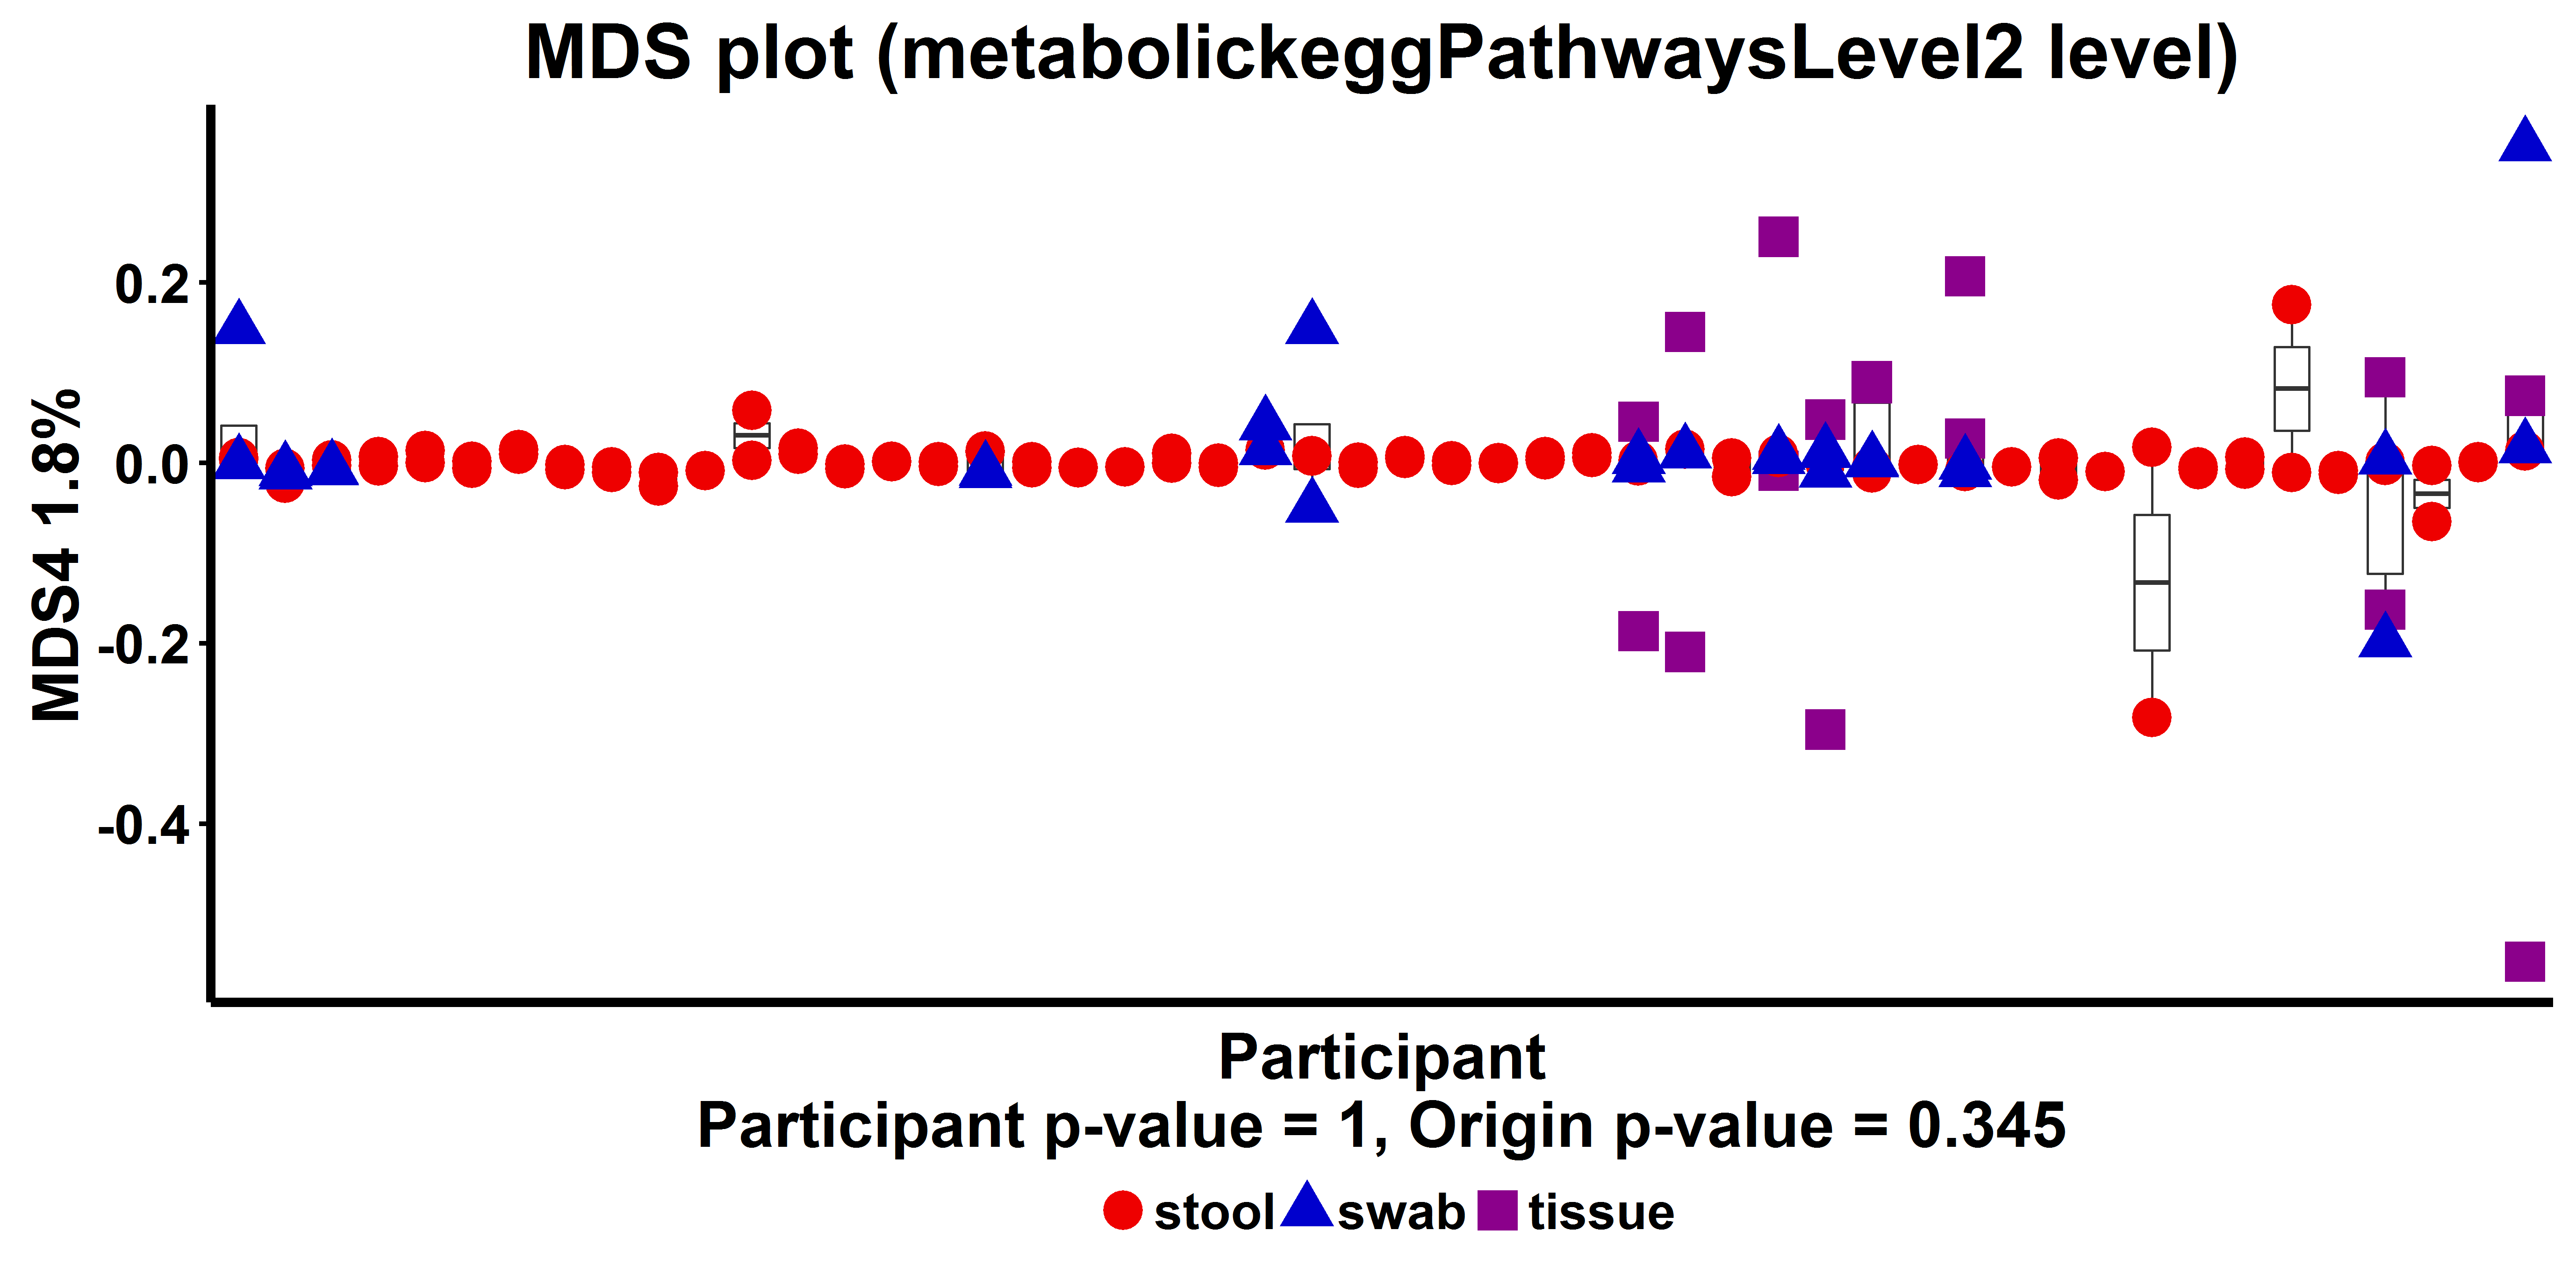 MDS plot (metabolickeggPathwaysLevel2 level)
MDS4 1.8%
0.2
0.0
-0.2
-0.4
Participant
Participant p-value = 1, Origin p-value = 0.345
stool swab tissue